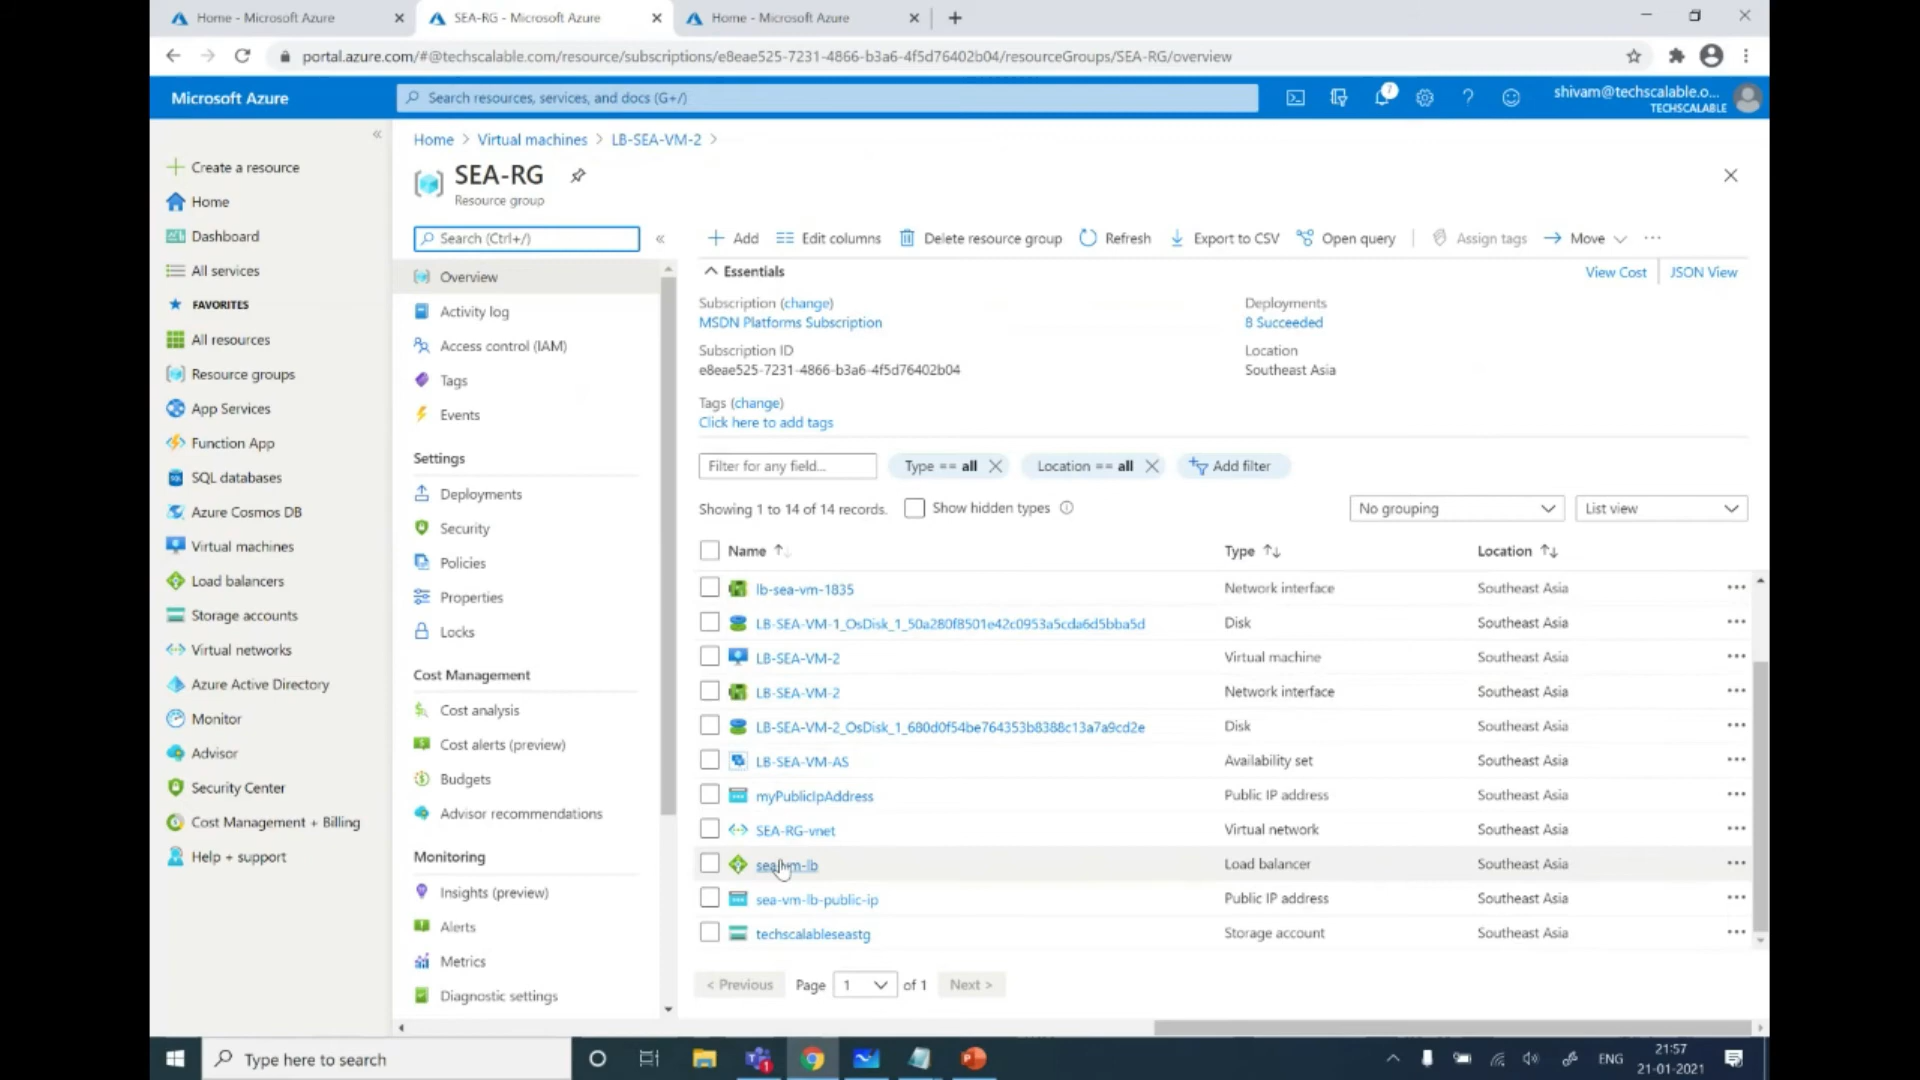 Home - Microsoft Azure
SEA-RG - Microsoft Azure
Home - Microsoft Azure
portal.azure.com/#@techscalable.com/resource/subscriptions/e8eae525-7231-4866-b3a6-4f5d76402b04/resourceGroups/SEA-RG/overview
Microsoft Azure
Search resources, services, and docs (G+/)
7
shivam@techscalable.o...
TECHSCALABLE
Create a resource
Home
Dashboard
All services
FAVORITES
All resources
Resource groups
App Services
Function App
SQL databases
Azure Cosmos DB
Virtual machines
Load balancers
Storage accounts
Virtual networks
Azure Active Directory
Monitor
Advisor
Security Center
Cost Management + Billing
Help + support
Home > Virtual machines > LB-SEA-VM-2 >
SEA-RG
Resource group
Search (Ctrl+/)
Overview
Activity log
Access control (IAM)
Tags
Events
Settings
Deployments
Security
Policies
Properties
Locks
Cost Management
Cost analysis
Cost alerts (preview)
Budgets
Advisor recommendations
Monitoring
Insights (preview)
Alerts
Metrics
Diagnostic settings
Add Edit columns Delete resource group Refresh Export to CSV Open query Assign tags Move ...
Essentials
View Cost JSON View
Subscription (change)
MSDN Platforms Subscription
Deployments
8 Succeeded
Subscription ID
e8eae525-7231-4866-b3a6-4f5d76402b04
Location
Southeast Asia
Tags (change)
Click here to add tags
Filter for any field... Type == all Location == all Add filter
Showing 1 to 14 of 14 records. Show hidden types No grouping List view
Name Type Location
lb-sea-vm-1835 Network interface Southeast Asia
LB-SEA-VM-1_OsDisk_1_50a280f8501e42c0953a5cda6d5bba5d Disk Southeast Asia
LB-SEA-VM-2 Virtual machine Southeast Asia
LB-SEA-VM-2 Network interface Southeast Asia
LB-SEA-VM-2_OsDisk_1_680d0f54be764353b8388c13a7a9cd2e Disk Southeast Asia
LB-SEA-VM-AS Availability set Southeast Asia
myPublicIpAddress Public IP address Southeast Asia
SEA-RG-vnet Virtual network Southeast Asia
sea-vm-lb Load balancer Southeast Asia
sea-vm-lb-public-ip Public IP address Southeast Asia
techscalableseastg Storage account Southeast Asia
< Previous Page 1 of 1 Next >
Type here to search
1
ENG
21:57
21-01-2021